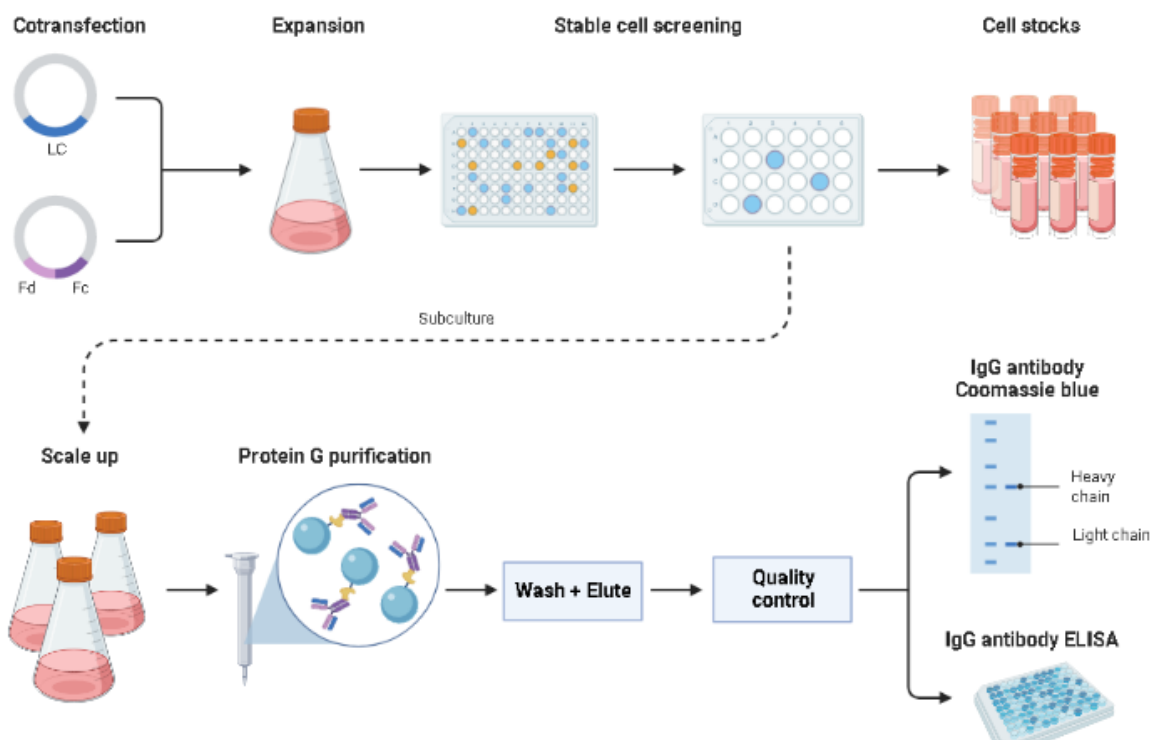 Cotransfection
Expansion
Stable cell screening
Cell stocks
LC
Fd
Fc
Subculture
IgG antibody
Coomassie blue
Scale up
Protein G purification
Heavy
chain
Light chain
Wash + Elute
Quality
control
IgG antibody ELISA